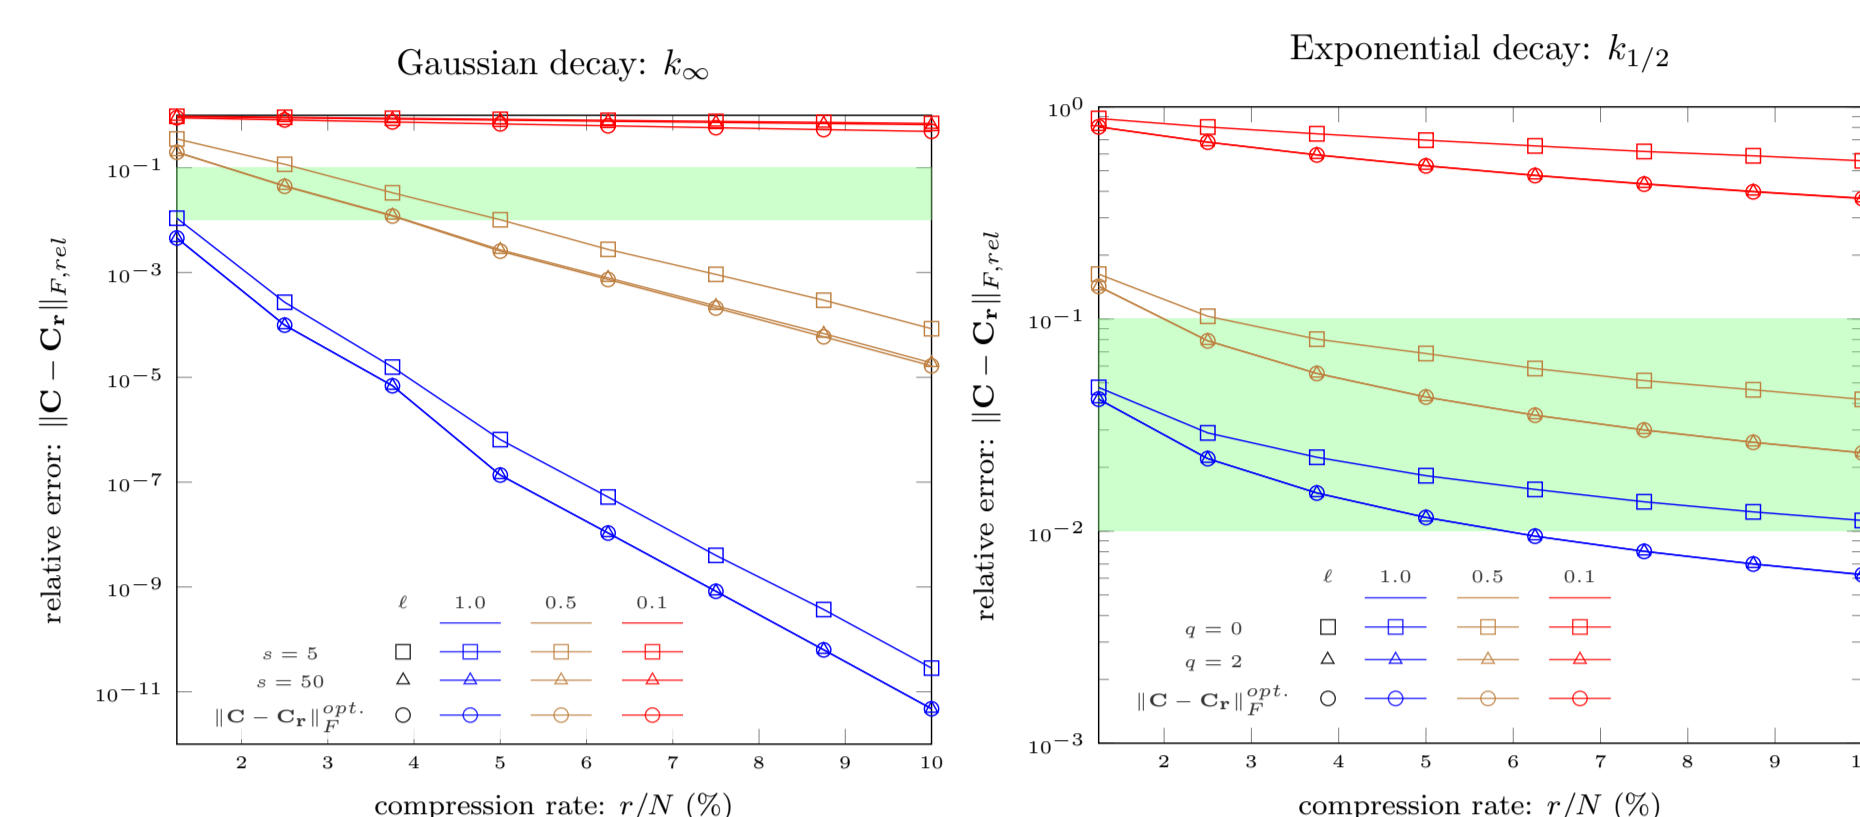 Gaussian decay: k∞
10⁻¹
10⁻³
10⁻⁵
10⁻⁷
10⁻⁹
10⁻¹¹
relative error: ‖C − Cr‖F,rel
ℓ 1.0 0.5 0.1
s = 5
s = 50
‖C − Cr‖F opt.
2 3 4 5 6 7 8 9 10
compression rate: r/N (%)
Exponential decay: k1/2
10⁰
10⁻¹
10⁻²
10⁻³
relative error: ‖C − Cr‖F,rel
ℓ 1.0 0.5 0.1
q = 0
q = 2
‖C − Cr‖F opt.
2 3 4 5 6 7 8 9 1
compression rate: r/N (%)